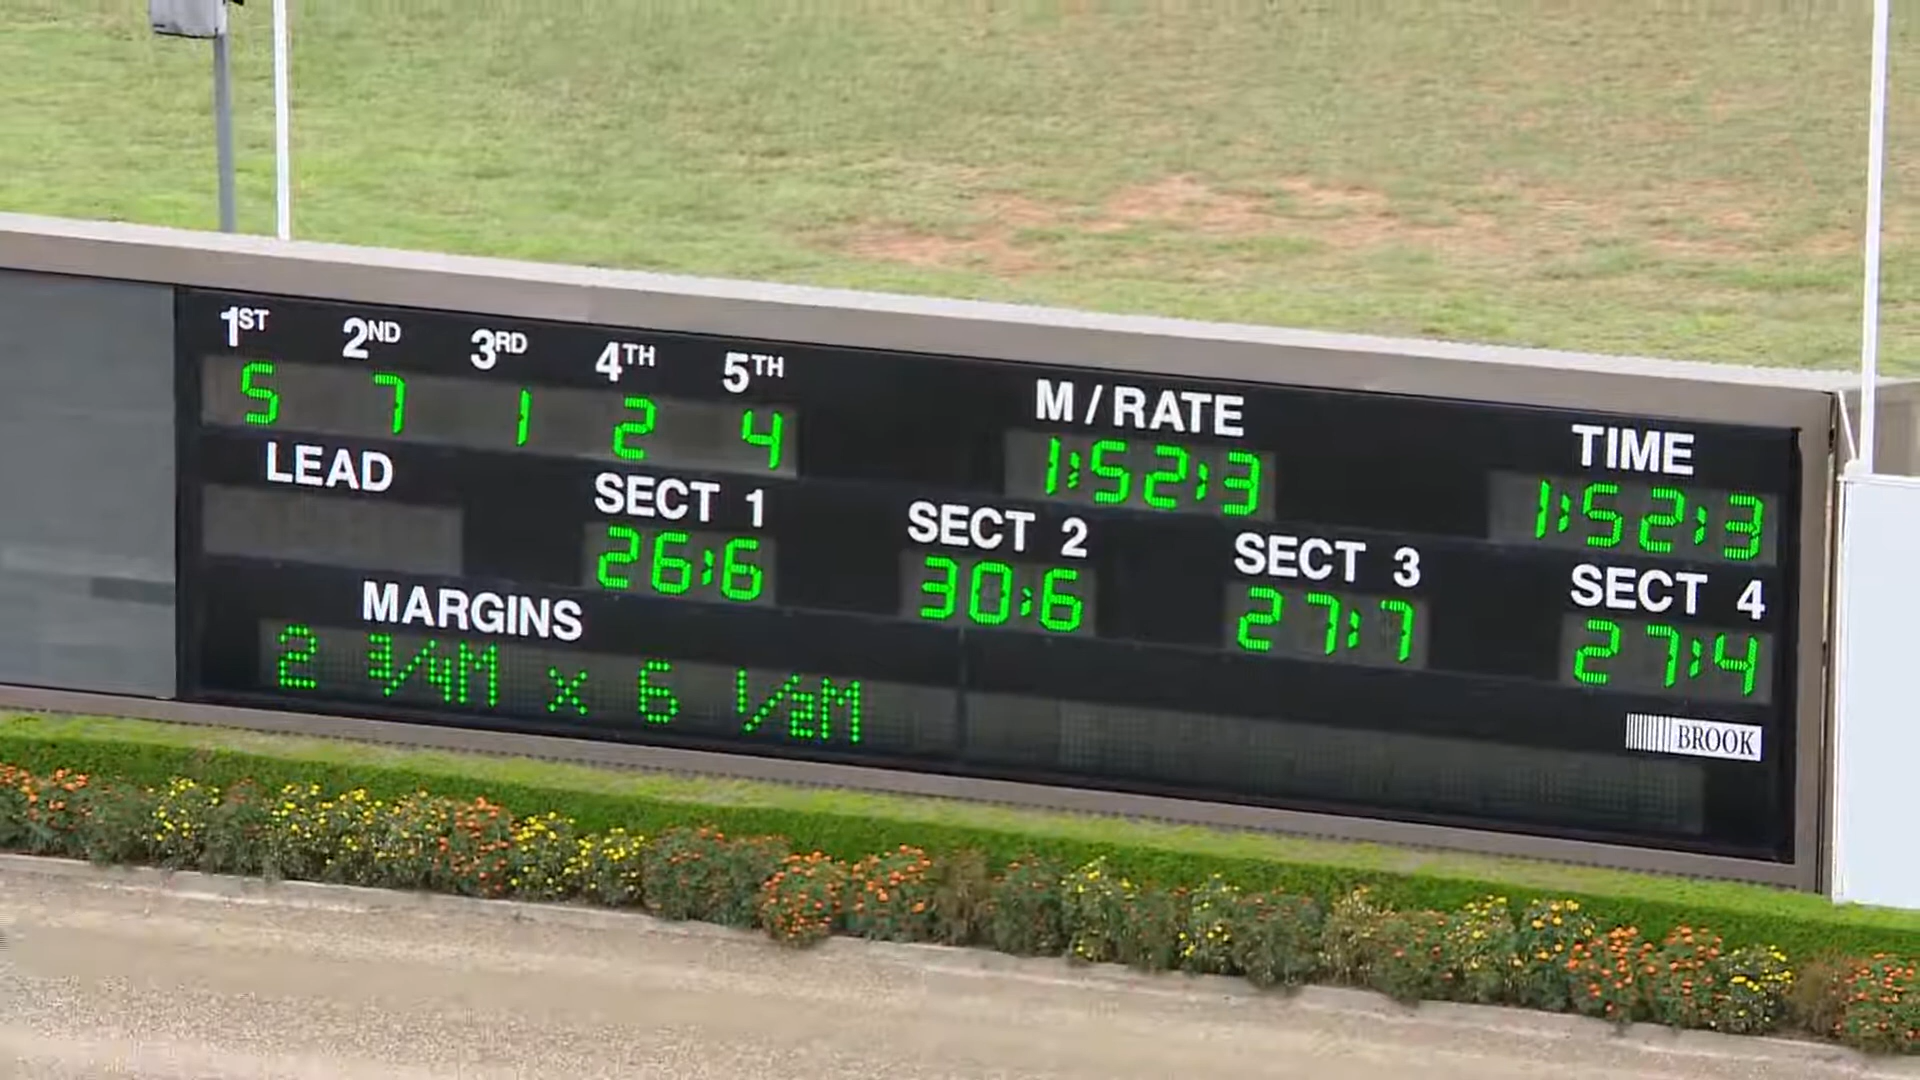 1ST 2ND 3RD 4TH 5TH M/RATE TIME
5 7 1 2 4 1:52:3 1:52:3
LEAD SECT 1 SECT 2 SECT 3 SECT 4
26:6 30:6 27:7 27:4
MARGINS
2 3/4M x 6 1/2M
BROOK